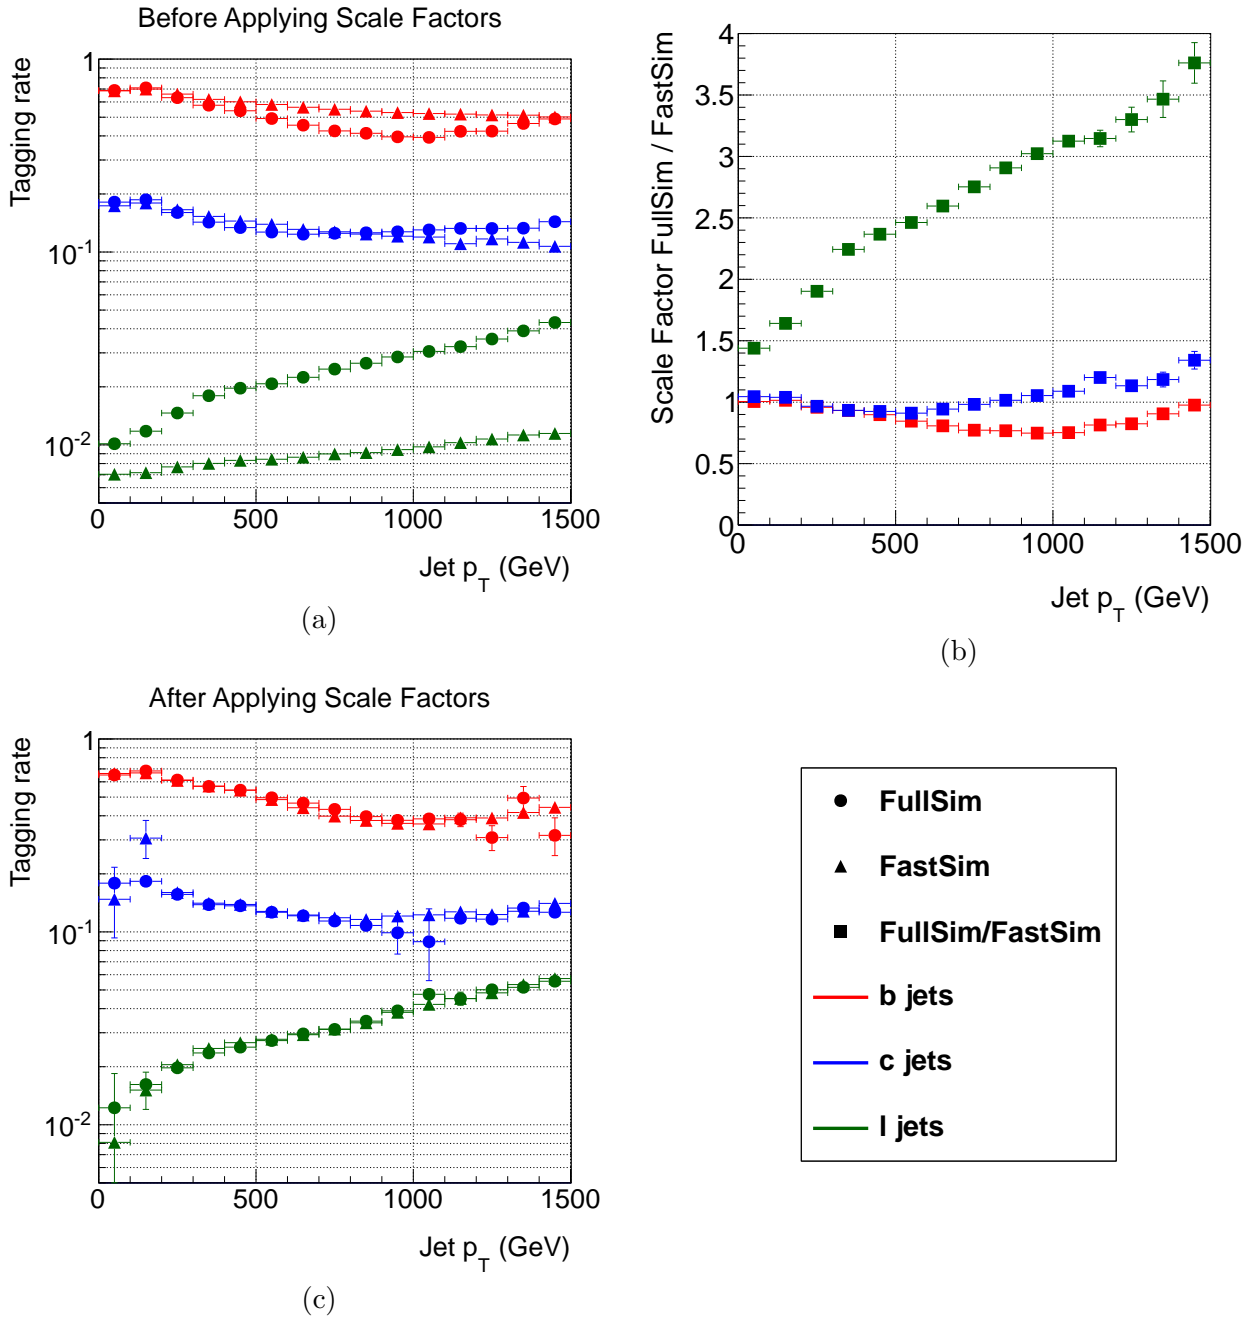 Before Applying Scale Factors
Tagging rate
1
10^-1
10^-2
0 500 1000 1500
Jet p_T (GeV)
(a)
Scale Factor FullSim / FastSim
4
3.5
3
2.5
2
1.5
1
0.5
0
0 500 1000 1500
Jet p_T (GeV)
(b)
After Applying Scale Factors
Tagging rate
1
10^-1
10^-2
0 500 1000 1500
Jet p_T (GeV)
(c)
FullSim
FastSim
FullSim/FastSim
b jets
c jets
l jets